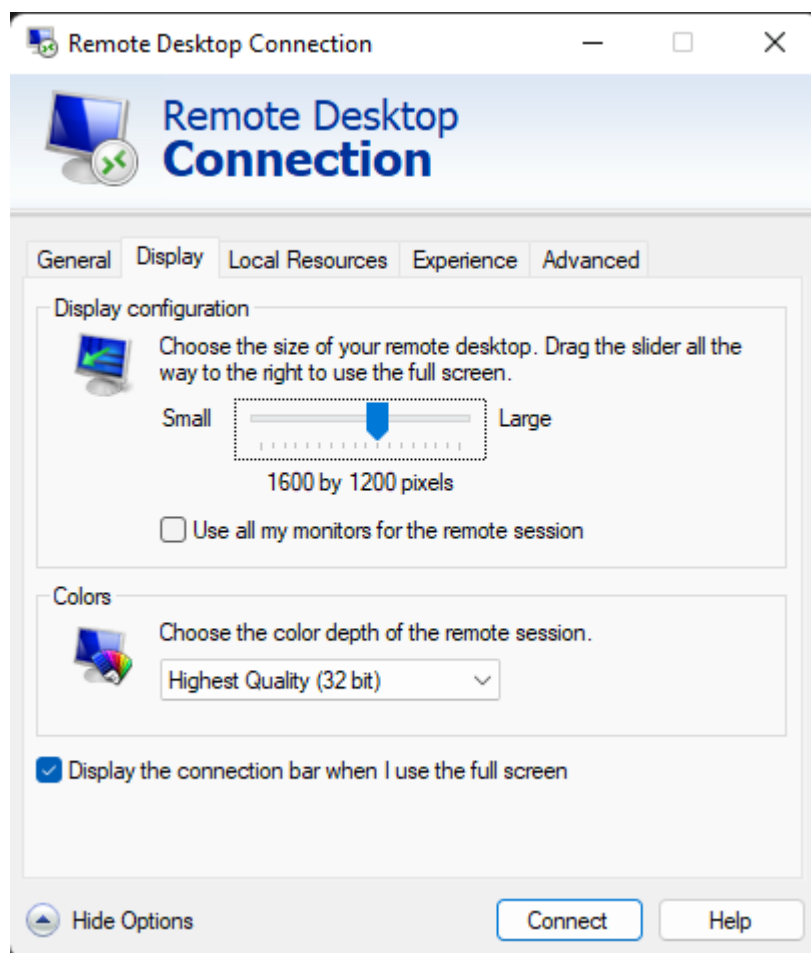 Remote Desktop Connection
Remote Desktop
Connection
General Display Local Resources Experience Advanced
Display configuration
Choose the size of your remote desktop. Drag the slider all the
way to the right to use the full screen.
Small Large
1600 by 1200 pixels
Use all my monitors for the remote session
Colors
Choose the color depth of the remote session.
Highest Quality (32 bit)
Display the connection bar when I use the full screen
Hide Options Connect Help